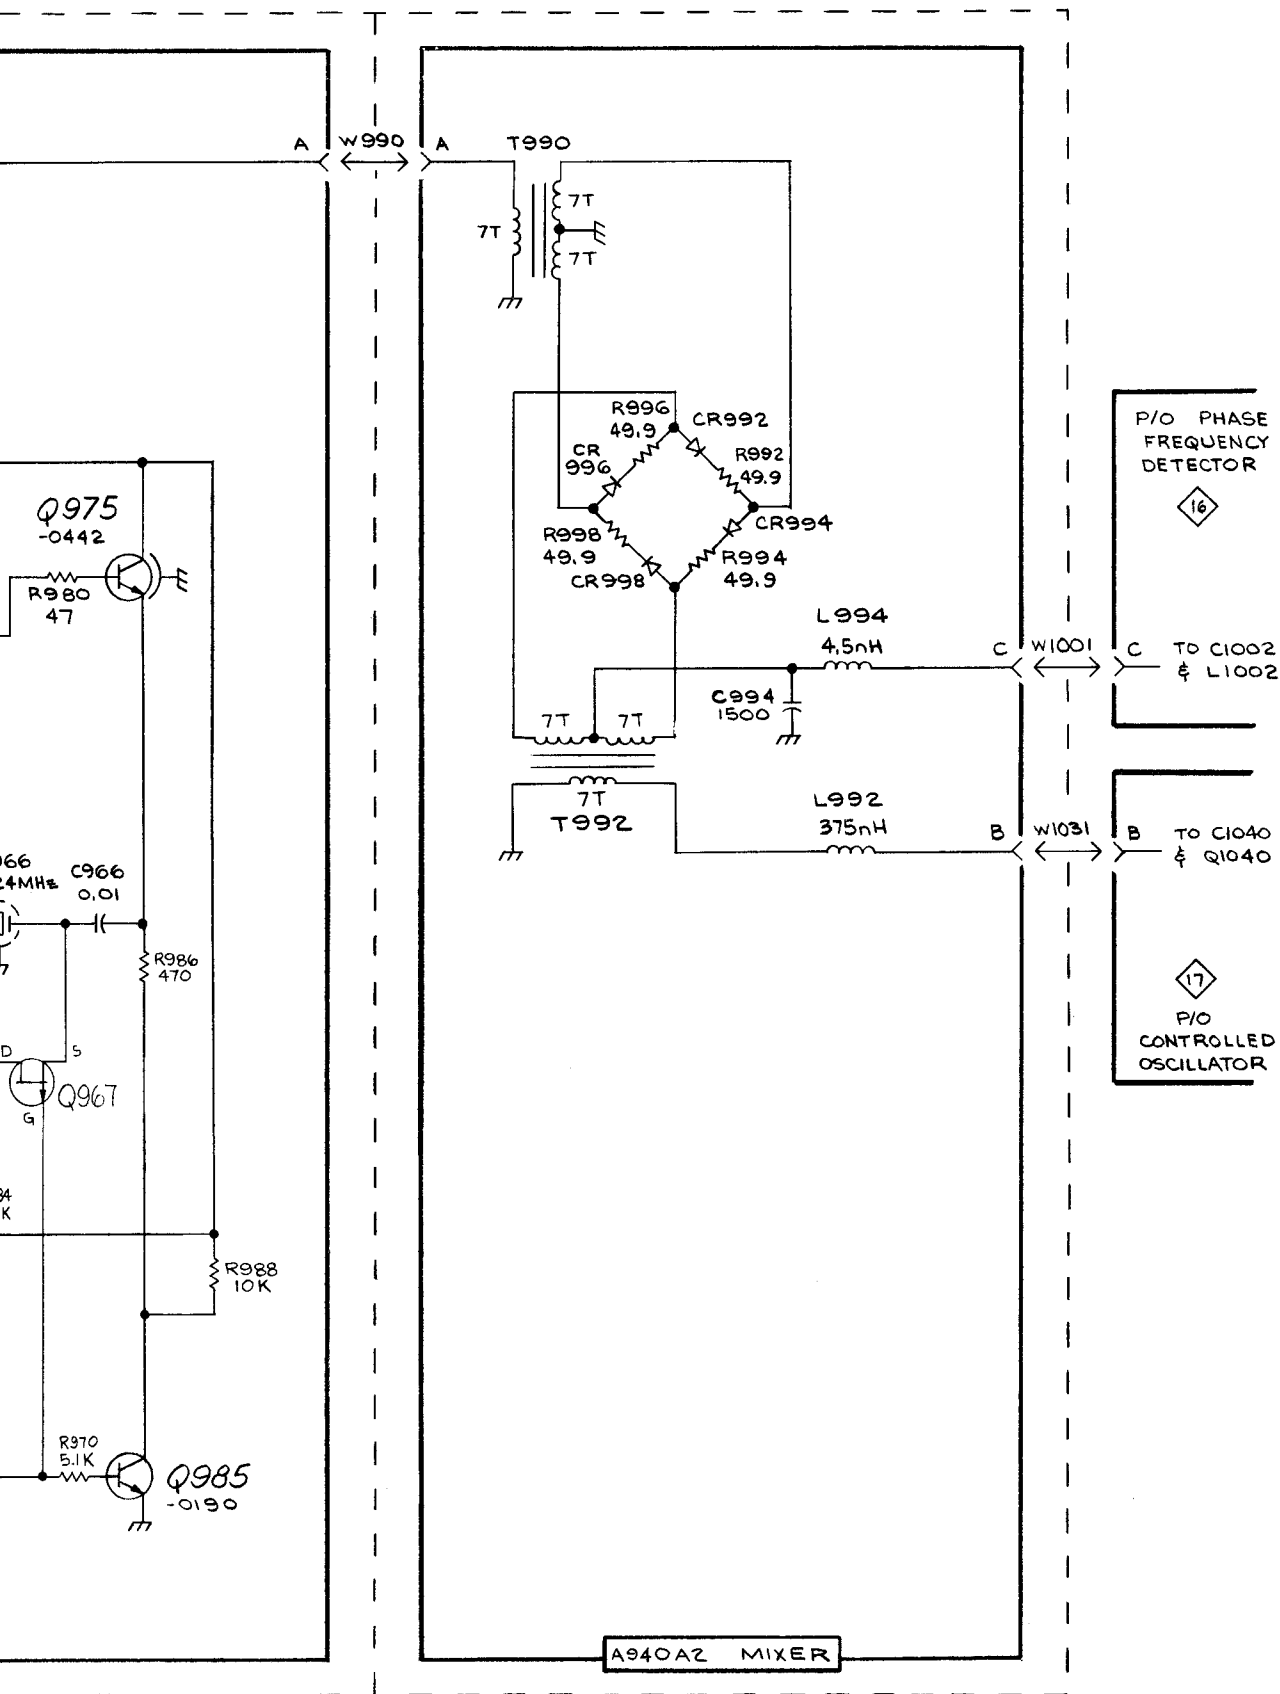 A W990 A
T990
7T
7T
7T
R996
49.9
CR992
CR
996
R992
49.9
CR994
R998
49.9
CR998
R994
49.9
L994
4.5nH
C W1001 C
TO C1002
& L1002
C994
1500
7T 7T
7T
T992
L992
375nH
B W1031 B
TO C1040
& Q1040
P/O PHASE
FREQUENCY
DETECTOR
16
17
P/O
CONTROLLED
OSCILLATOR
Q975
-0442
R980
47
966
24MHz
C966
0.01
R986
470
D S
Q967
G
84
K
R988
10K
R970
5.1K
Q985
-0190
A940A2 MIXER